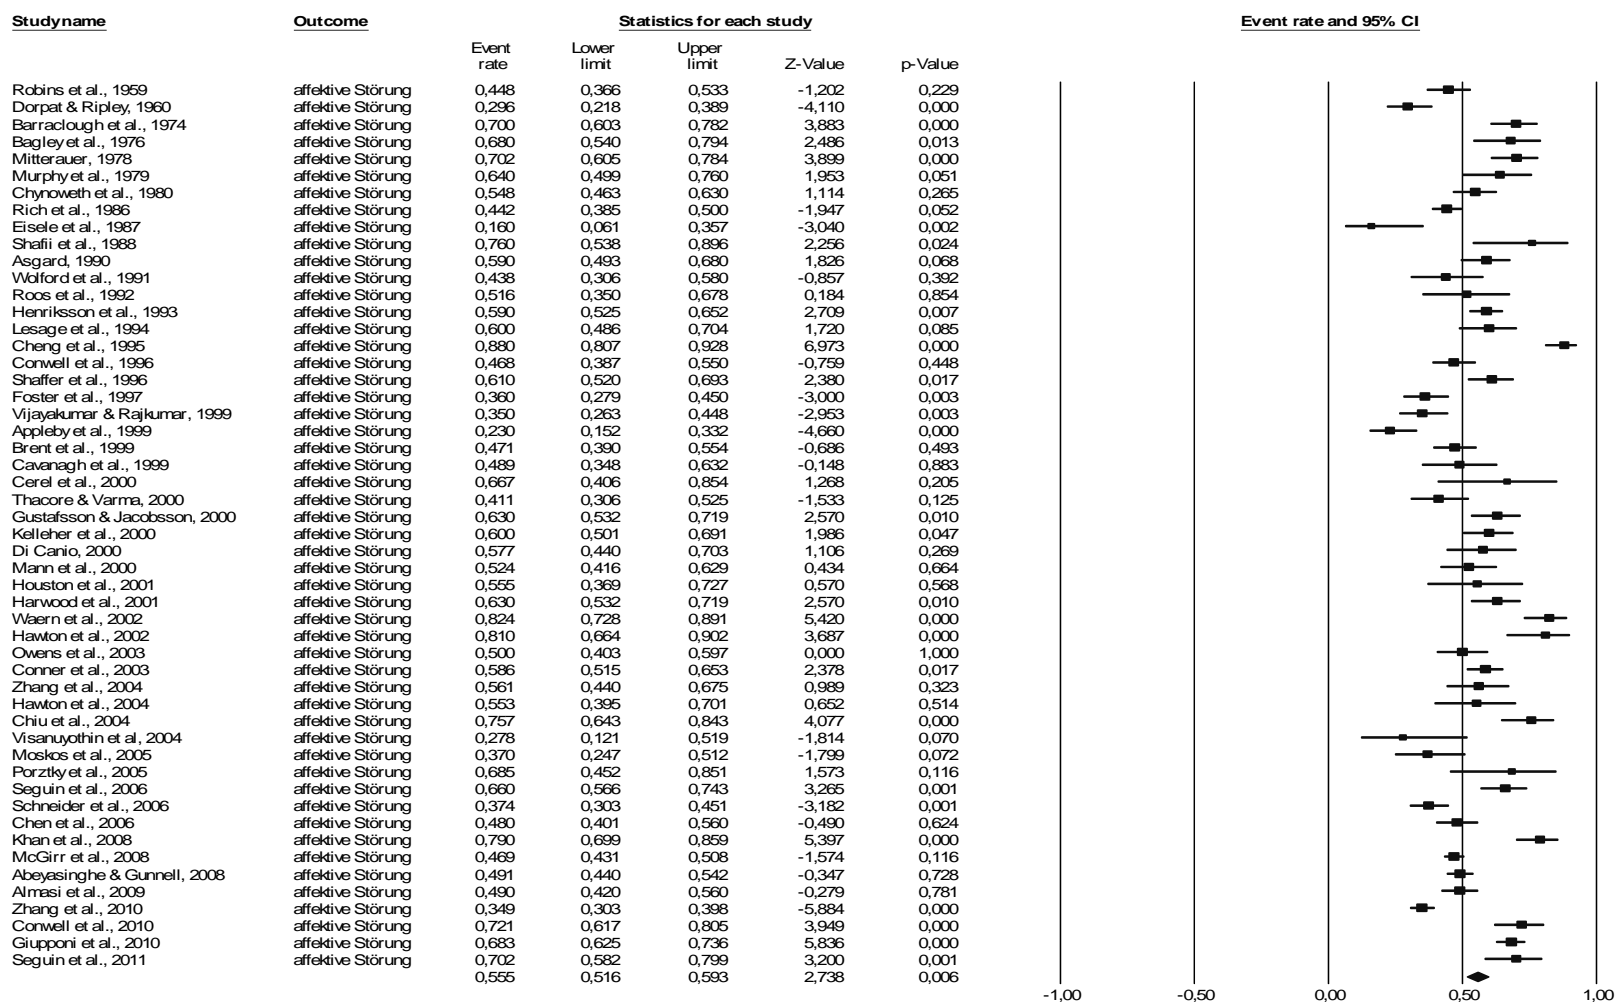 Studyname Outcome Statistics for each study Event rate and 95% CI
Event Lower Upper
rate limit limit Z-Value p-Value
Robins et al., 1959 affektive Störung 0,448 0,366 0,533 -1,202 0,229
Dorpat & Ripley, 1960 affektive Störung 0,296 0,218 0,389 -4,110 0,000
Barraclough et al., 1974 affektive Störung 0,700 0,603 0,782 3,883 0,000
Bagley et al., 1976 affektive Störung 0,680 0,540 0,794 2,486 0,013
Mitterauer, 1978 affektive Störung 0,702 0,605 0,784 3,899 0,000
Murphy et al., 1979 affektive Störung 0,640 0,499 0,760 1,953 0,051
Chynoweth et al., 1980 affektive Störung 0,548 0,463 0,630 1,114 0,265
Rich et al., 1986 affektive Störung 0,442 0,385 0,500 -1,947 0,052
Eisele et al., 1987 affektive Störung 0,160 0,061 0,357 -3,040 0,002
Shafii et al., 1988 affektive Störung 0,760 0,538 0,896 2,256 0,024
Asgard, 1990 affektive Störung 0,590 0,493 0,680 1,826 0,068
Wolford et al., 1991 affektive Störung 0,438 0,306 0,580 -0,857 0,392
Roos et al., 1992 affektive Störung 0,516 0,350 0,678 0,184 0,854
Henriksson et al., 1993 affektive Störung 0,590 0,525 0,652 2,709 0,007
Lesage et al., 1994 affektive Störung 0,600 0,486 0,704 1,720 0,085
Cheng et al., 1995 affektive Störung 0,880 0,807 0,928 6,973 0,000
Conwell et al., 1996 affektive Störung 0,468 0,387 0,550 -0,759 0,448
Shaffer et al., 1996 affektive Störung 0,610 0,520 0,693 2,380 0,017
Foster et al., 1997 affektive Störung 0,360 0,279 0,450 -3,000 0,003
Vijayakumar & Rajkumar, 1999 affektive Störung 0,350 0,263 0,448 -2,953 0,003
Appleby et al., 1999 affektive Störung 0,230 0,152 0,332 -4,660 0,000
Brent et al., 1999 affektive Störung 0,471 0,390 0,554 -0,686 0,493
Cavanagh et al., 1999 affektive Störung 0,489 0,348 0,632 -0,148 0,883
Cerel et al., 2000 affektive Störung 0,667 0,406 0,854 1,268 0,205
Thacore & Varma, 2000 affektive Störung 0,411 0,306 0,525 -1,533 0,125
Gustafsson & Jacobsson, 2000 affektive Störung 0,630 0,532 0,719 2,570 0,010
Kelleher et al., 2000 affektive Störung 0,600 0,501 0,691 1,986 0,047
Di Canio, 2000 affektive Störung 0,577 0,440 0,703 1,106 0,269
Mann et al., 2000 affektive Störung 0,524 0,416 0,629 0,434 0,664
Houston et al., 2001 affektive Störung 0,555 0,369 0,727 0,570 0,568
Harwood et al., 2001 affektive Störung 0,630 0,532 0,719 2,570 0,010
Waern et al., 2002 affektive Störung 0,824 0,728 0,891 5,420 0,000
Hawton et al., 2002 affektive Störung 0,810 0,664 0,902 3,687 0,000
Owens et al., 2003 affektive Störung 0,500 0,403 0,597 0,000 1,000
Conner et al., 2003 affektive Störung 0,586 0,515 0,653 2,378 0,017
Zhang et al., 2004 affektive Störung 0,561 0,440 0,675 0,989 0,323
Hawton et al., 2004 affektive Störung 0,553 0,395 0,701 0,652 0,514
Chiu et al., 2004 affektive Störung 0,757 0,643 0,843 4,077 0,000
Visanuyothin et al, 2004 affektive Störung 0,278 0,121 0,519 -1,814 0,070
Moskos et al., 2005 affektive Störung 0,370 0,247 0,512 -1,799 0,072
Porztky et al., 2005 affektive Störung 0,685 0,452 0,851 1,573 0,116
Seguin et al., 2006 affektive Störung 0,660 0,566 0,743 3,265 0,001
Schneider et al., 2006 affektive Störung 0,374 0,303 0,451 -3,182 0,001
Chen et al., 2006 affektive Störung 0,480 0,401 0,560 -0,490 0,624
Khan et al., 2008 affektive Störung 0,790 0,699 0,859 5,397 0,000
McGirr et al., 2008 affektive Störung 0,469 0,431 0,508 -1,574 0,116
Abeyasinghe & Gunnell, 2008 affektive Störung 0,491 0,440 0,542 -0,347 0,728
Almasi et al., 2009 affektive Störung 0,490 0,420 0,560 -0,279 0,781
Zhang et al., 2010 affektive Störung 0,349 0,303 0,398 -5,884 0,000
Conwell et al., 2010 affektive Störung 0,721 0,617 0,805 3,949 0,000
Giupponi et al., 2010 affektive Störung 0,683 0,625 0,736 5,836 0,000
Seguin et al., 2011 affektive Störung 0,702 0,582 0,799 3,200 0,001
0,555 0,516 0,593 2,738 0,006
-1,00 -0,50 0,00 0,50 1,00